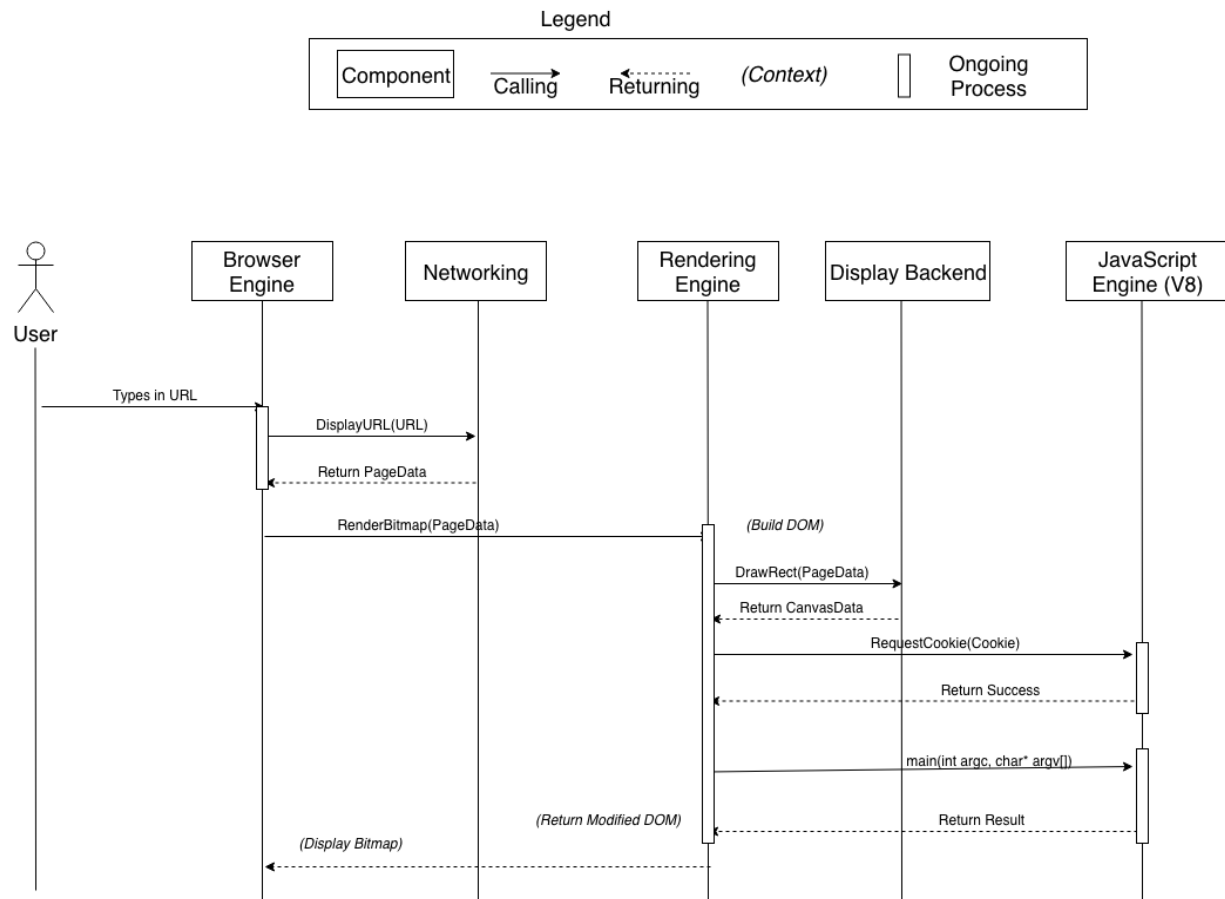 Legend
Component
Calling
Returning
(Context)
Ongoing
Process
User
Browser
Engine
Networking
Rendering
Engine
Display Backend
JavaScript
Engine (V8)
Types in URL
DisplayURL(URL)
Return PageData
RenderBitmap(PageData)
(Build DOM)
DrawRect(PageData)
Return CanvasData
RequestCookie(Cookie)
Return Success
main(int argc, char* argv[])
(Return Modified DOM)
Return Result
(Display Bitmap)